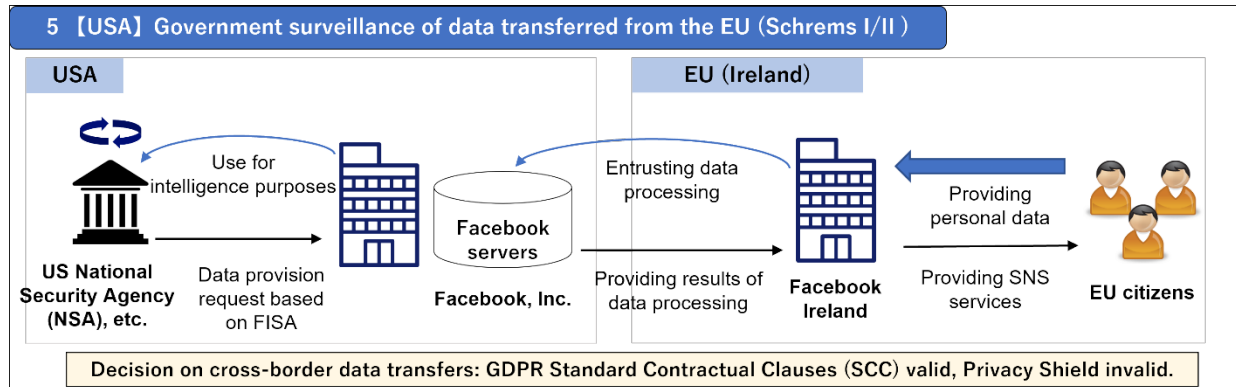 5 【USA】Government surveillance of data transferred from the EU (Schrems I/II )
USA
EU (Ireland)
Use for
intelligence purposes
Entrusting data
processing
Providing
personal data
Facebook
servers
US National
Security Agency
(NSA), etc.
Data provision
request based
on FISA
Facebook, Inc.
Providing results of
data processing
Facebook
Ireland
Providing SNS
services
EU citizens
Decision on cross-border data transfers: GDPR Standard Contractual Clauses (SCC) valid, Privacy Shield invalid.